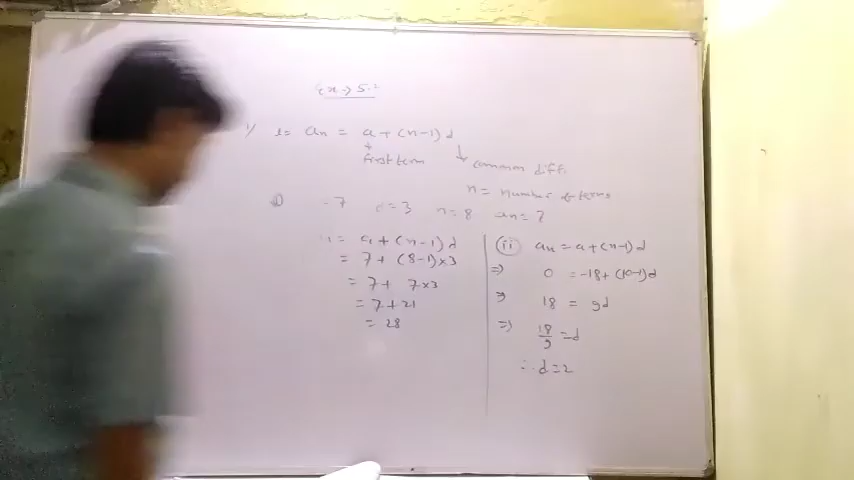 Ex → 5.2
1) l = an = a + (n-1) d
↓ ↓
first term common diff.
n = number of terms
7 = 3 n = 8 an = ?
= a + (n-1) d
= 7 + (8-1) × 3
= 7 + 7×3
= 7 + 21
= 28
(ii) an = a + (n-1) d
⇒ 0 = -18 + (10-1) d
⇒ 18 = 9d
⇒ 18/9 = d
∴ d = 2